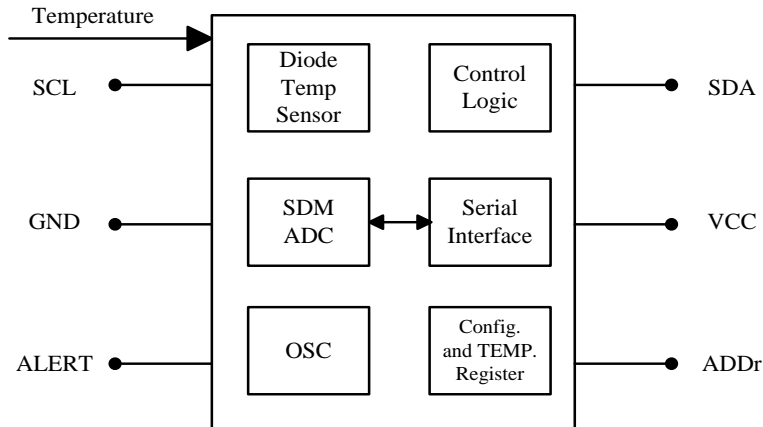 Temperature
SCL
Diode
Temp
Sensor
Control
Logic
SDA
GND
SDM
ADC
Serial
Interface
VCC
ALERT
OSC
Config.
and TEMP.
Register
ADDr